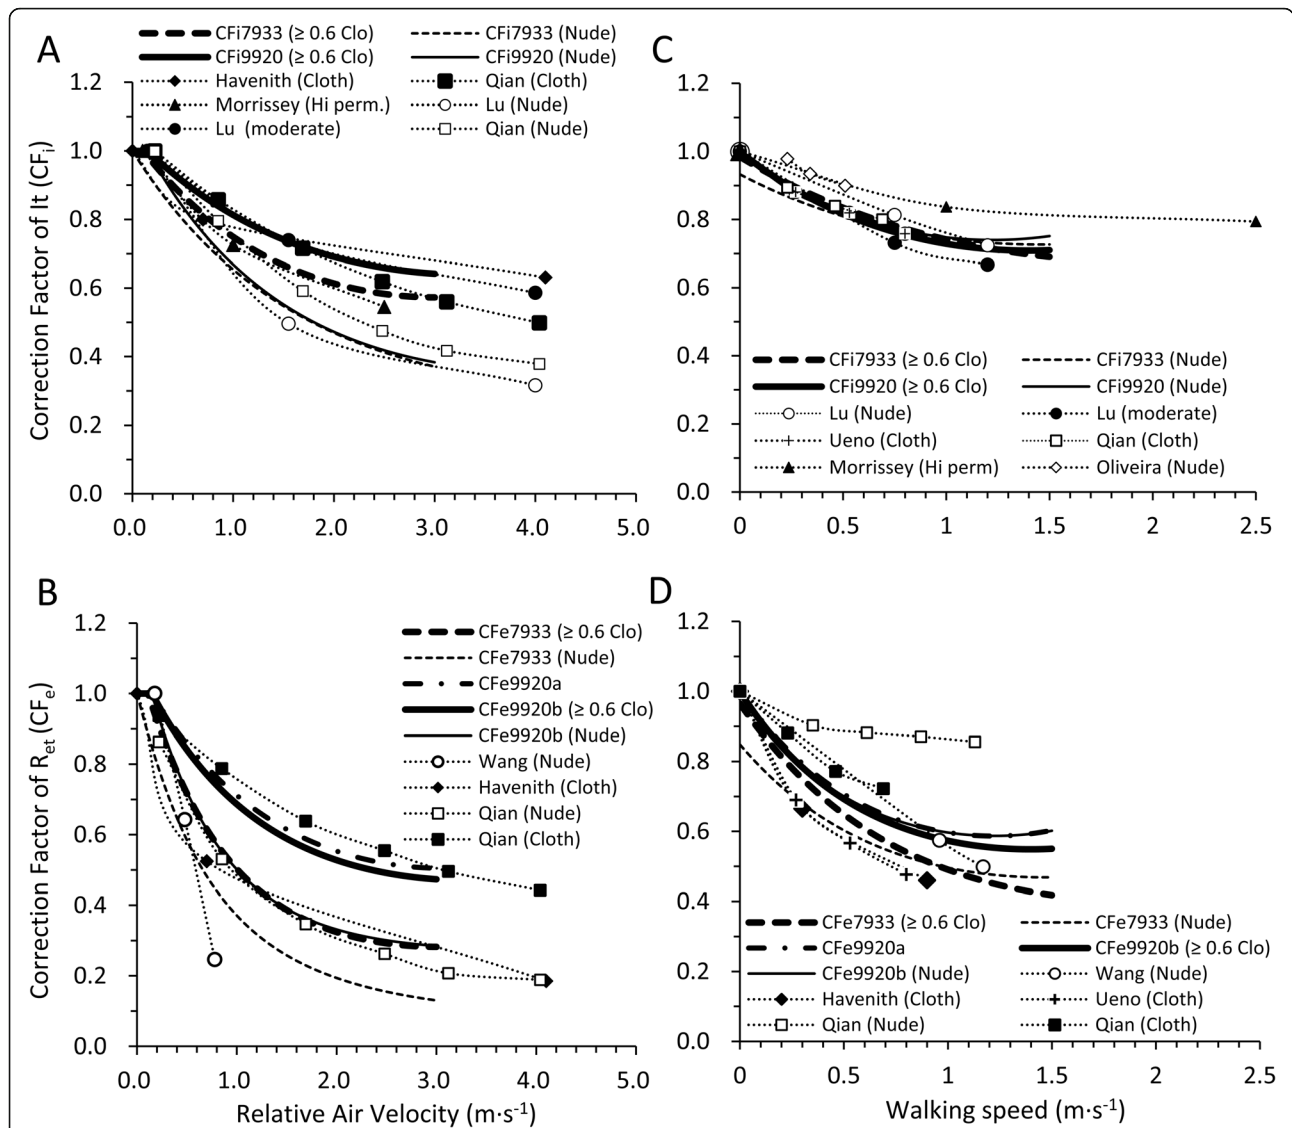 A
CFi7933 (≥ 0.6 Clo)
CFi7933 (Nude)
CFi9920 (≥ 0.6 Clo)
CFi9920 (Nude)
Havenith (Cloth)
Qian (Cloth)
Morrissey (Hi perm.)
Lu (Nude)
Lu (moderate)
Qian (Nude)
Correction Factor of It (CFi)
1.2
1.0
0.8
0.6
0.4
0.2
0.0
0.0 1.0 2.0 3.0 4.0 5.0
C
1.2
1.0
0.8
0.6
0.4
0.2
0.0
CFi7933 (≥ 0.6 Clo)
CFi7933 (Nude)
CFi9920 (≥ 0.6 Clo)
CFi9920 (Nude)
Lu (Nude)
Lu (moderate)
Ueno (Cloth)
Qian (Cloth)
Morrissey (Hi perm)
Oliveira (Nude)
0 0.5 1 1.5 2 2.5
B
Correction Factor of Ret (CFe)
1.2
1.0
0.8
0.6
0.4
0.2
0.0
CFe7933 (≥ 0.6 Clo)
CFe7933 (Nude)
CFe9920a
CFe9920b (≥ 0.6 Clo)
CFe9920b (Nude)
Wang (Nude)
Havenith (Cloth)
Qian (Nude)
Qian (Cloth)
0.0 1.0 2.0 3.0 4.0 5.0
Relative Air Velocity (m·s-1)
D
1.2
1.0
0.8
0.6
0.4
0.2
0.0
CFe7933 (≥ 0.6 Clo)
CFe7933 (Nude)
CFe9920a
CFe9920b (≥ 0.6 Clo)
CFe9920b (Nude)
Wang (Nude)
Havenith (Cloth)
Ueno (Cloth)
Qian (Nude)
Qian (Cloth)
0 0.5 1 1.5 2 2.5
Walking speed (m·s-1)